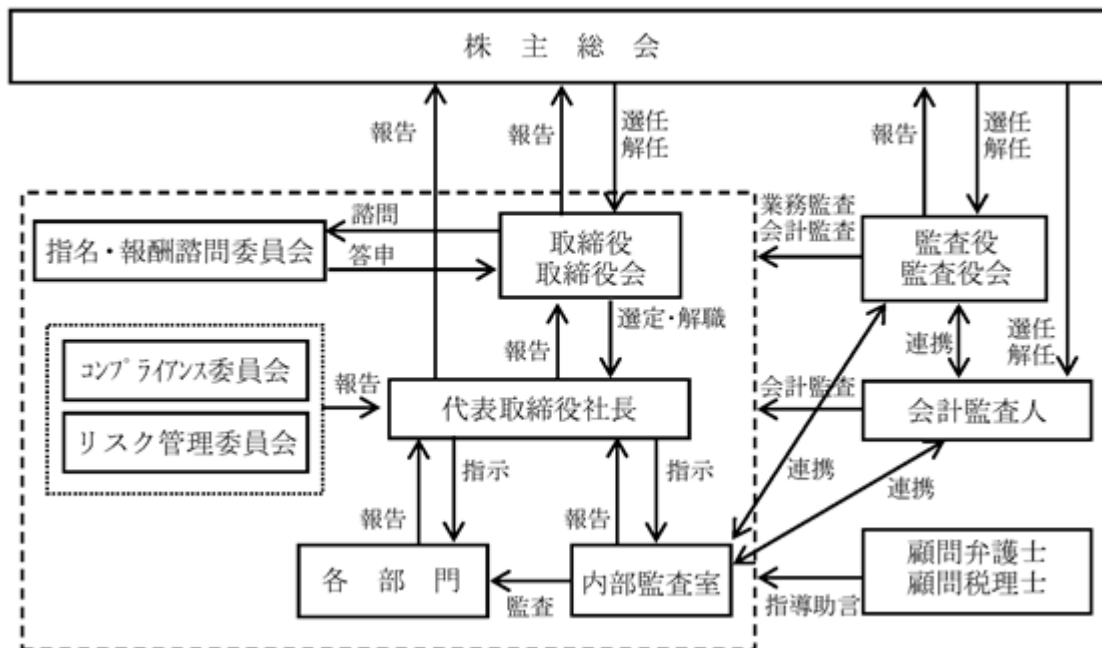 株主総会
報告
報告
選任
解任
報告
選任
解任
諮問
答申
指名・報酬諮問委員会
取締役
取締役会
業務監査
会計監査
監査役
監査役会
選定・解職
報告
連携
選任
解任
コンプライアンス委員会
リスク管理委員会
報告
代表取締役社長
会計監査
会計監査人
指示
指示
連携
連携
報告
報告
各部門
監査
内部監査室
顧問弁護士
顧問税理士
指導助言